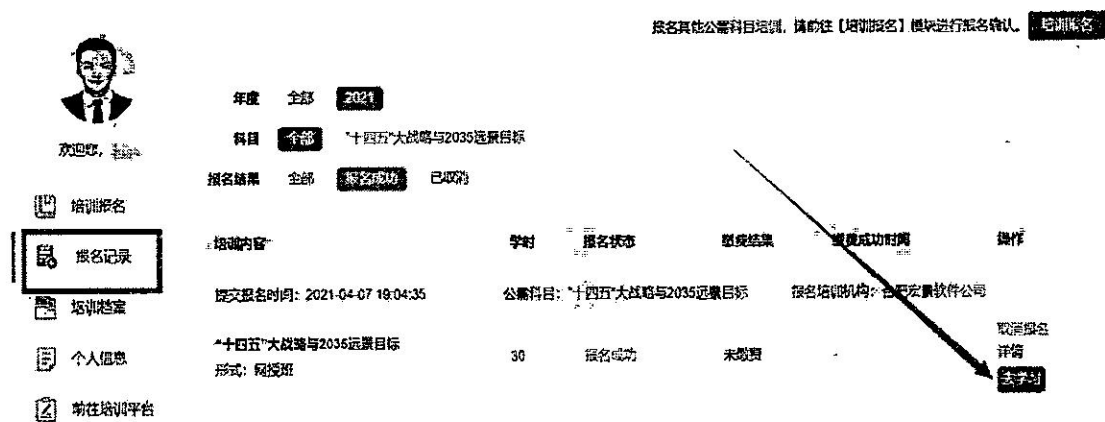 报名其他公需科目培训，请前往【培训报名】模块进行报名确认。 培训报名
年度 全部 2021
科目 全部 "十四五"大战略与2035远景目标
欢迎您，
报名结果 全部 报名成功 已取消
培训报名
报名记录
培训内容 学时 报名状态 缴费结果 缴费成功时间 操作
提交报名时间：2021-04-07 19:04:35 公需科目："十四五"大战略与2035远景目标 报名培训机构：合肥宏景软件公司
培训档案
取消报名
"十四五"大战略与2035远景目标 30 报名成功 未缴费 - 详情
个人信息
形式：网授班
去学习
前往培训平台